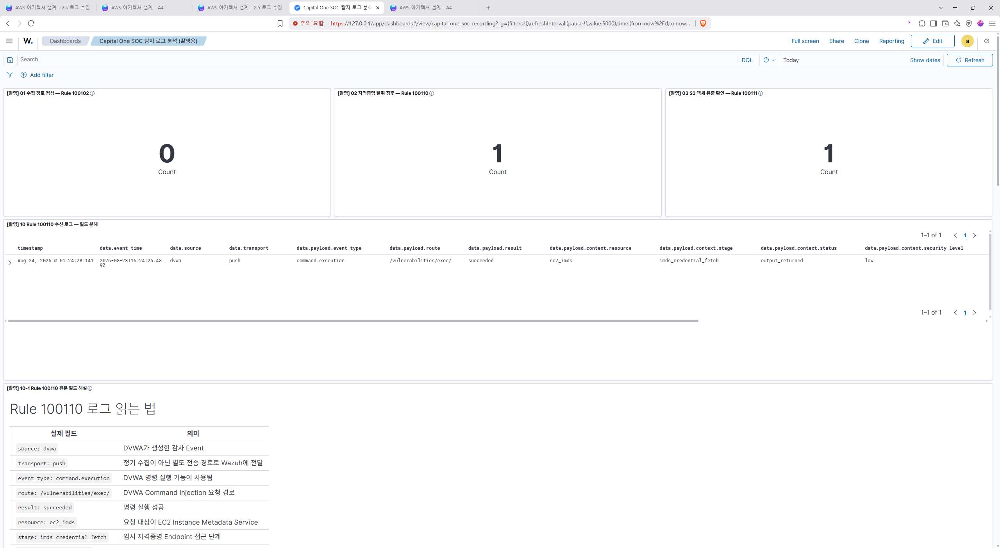 AWS 아키텍쳐 설계 - 2.5 로그 수집
AWS 아키텍쳐 설계 - A4
AWS 아키텍쳐 설계 - 2.5 로그 수집
Capital One SOC 탐지 로그 분
AWS 아키텍쳐 설계 - A4
주의 요함 https://127.0.0.1/app/dashboards#/view/capital-one-soc-recording?_g=(filters:!(),refreshInterval:(pause:!f,value:5000),time:(from:now%2Fd,to:now...
W. Dashboards Capital One SOC 탐지 로그 분석 (촬영용) Full screen Share Clone Reporting Edit a
Search DQL Today Show dates Refresh
Add filter
[촬영] 01 수집 경로 정상 — Rule 100102
0
Count
[촬영] 02 자격증명 탈취 징후 — Rule 100110
1
Count
[촬영] 03 S3 객체 유출 확인 — Rule 100111
1
Count
[촬영] 10 Rule 100110 수신 로그 — 필드 분해
1–1 of 1 1
timestamp data.event_time data.source data.transport data.payload.event_type data.payload.route data.payload.result data.payload.context.resource data.payload.context.stage data.payload.context.status data.payload.context.security_level
Aug 24, 2026 @ 01:24:28.141 2026-08-23T16:24:26.48 dvwa push command.execution /vulnerabilities/exec/ succeeded ec2_imds imds_credential_fetch output_returned low
9Z
1–1 of 1 1
[촬영] 10-1 Rule 100110 원문 필드 해설
Rule 100110 로그 읽는 법
실제 필드 의미
source: dvwa DVWA가 생성한 감사 Event
transport: push 정기 수집이 아닌 별도 전송 경로로 Wazuh에 전달
event_type: command.execution DVWA 명령 실행 기능이 사용됨
route: /vulnerabilities/exec/ DVWA Command Injection 요청 경로
result: succeeded 명령 실행 성공
resource: ec2_imds 요청 대상이 EC2 Instance Metadata Service
stage: imds_credential_fetch 임시 자격증명 Endpoint 접근 단계